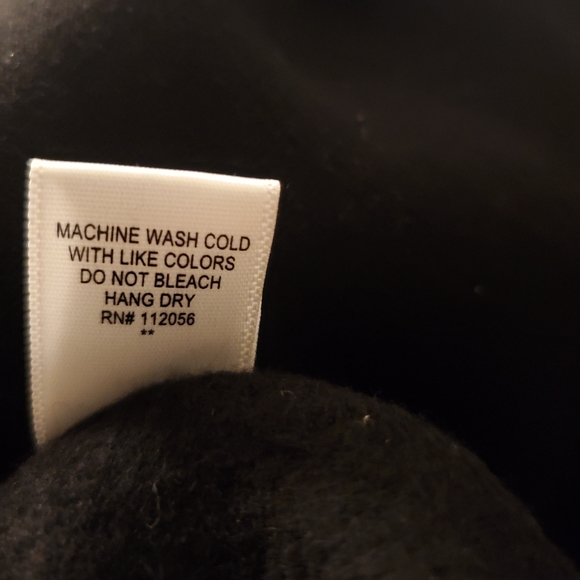 MACHINE WASH COLD
WITH LIKE COLORS
DO NOT BLEACH
HANG DRY
RN# 112056
**